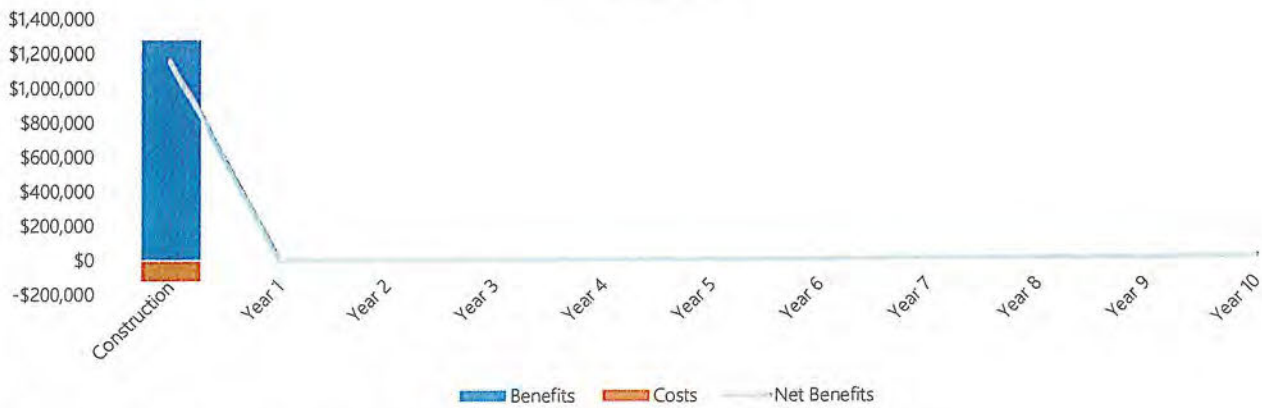 $1,400,000
$1,200,000
$1,000,000
$800,000
$600,000
$400,000
$200,000
$0
-$200,000
Construction
Year 1
Year 2
Year 3
Year 4
Year 5
Year 6
Year 7
Year 8
Year 9
Year 10
Benefits
Costs
Net Benefits